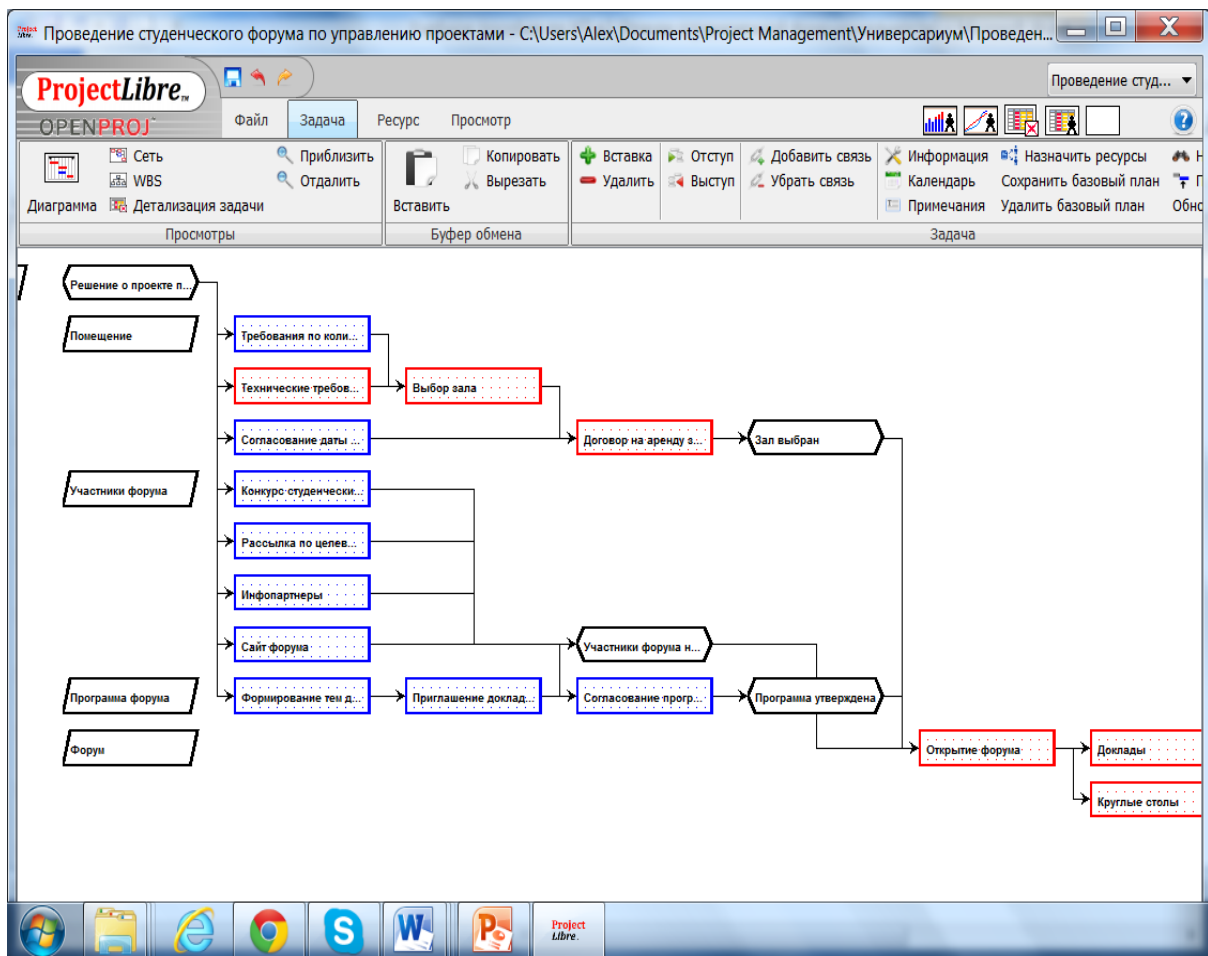 Проведение студенческого форума по управлению проектами - C:\Users\Alex\Documents\Project Management\Универсариум\Проведен...
ProjectLibre™
OPENPROJ
Проведение студ...
Файл Задача Ресурс Просмотр
Сеть Приблизить Копировать Вставка Отступ Добавить связь Информация Назначить ресурсы Н
WBS Отдалить Вырезать Удалить Выступ Убрать связь Календарь Сохранить базовый план П
Диаграмма Детализация задачи Вставить Примечания Удалить базовый план Обнс
Просмотры Буфер обмена Задача
Решение о проекте п...
Помещение Требования по коли...
Технические требов... Выбор зала
Согласование даты ... Договор на аренду з... Зал выбран
Участники форума Конкурс студенчески...
Рассылка по целев...
Инфопартнеры
Сайт форума Участники форума н...
Программа форума Формирование тем д... Приглашение доклад... Согласование прогр... Программа утверждена
Форум Открытие форума Доклады
Круглые столы
Project
Libre.